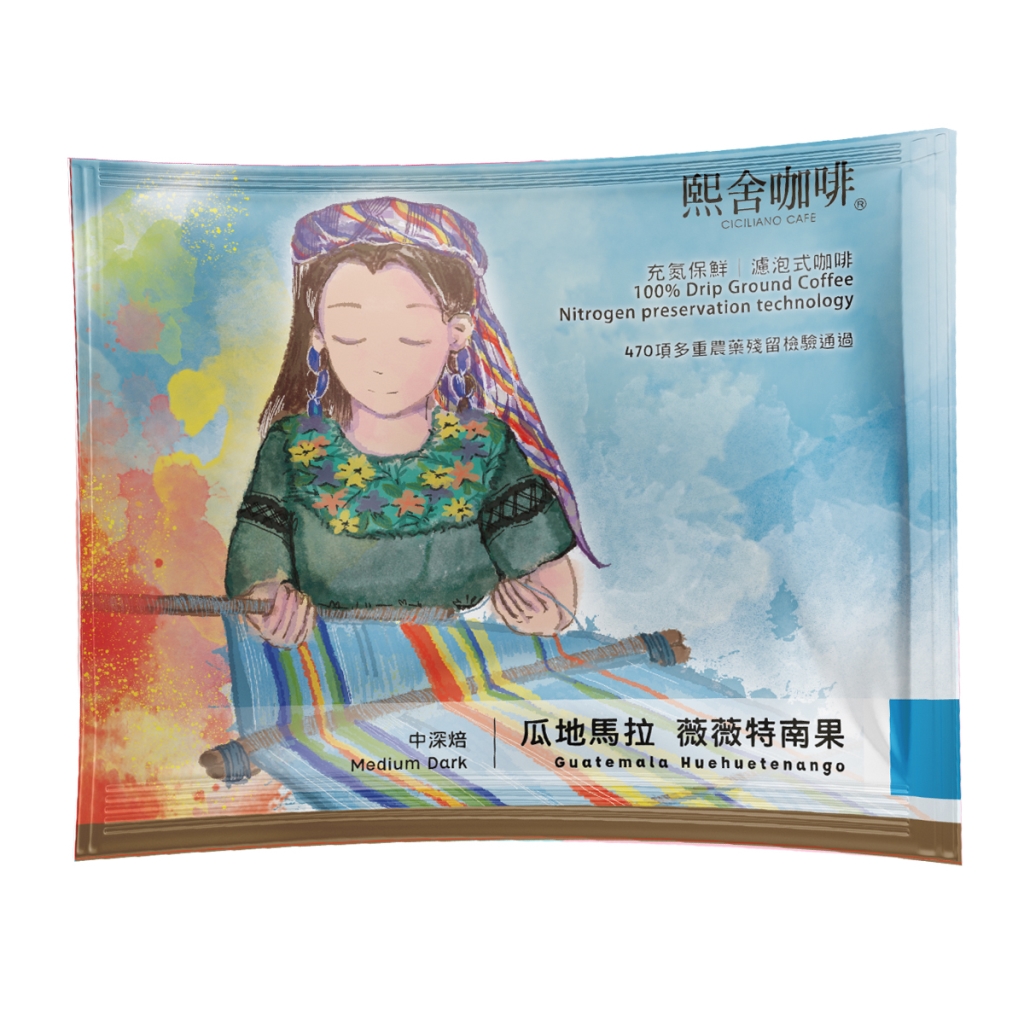 熙舍咖啡®
CICILIANO CAFE
充氮保鮮｜濾泡式咖啡
100% Drip Ground Coffee
Nitrogen preservation technology
470項多重農藥殘留檢驗通過
中深焙
Medium Dark
瓜地馬拉 薇薇特南果
Guatemala Huehuetenango